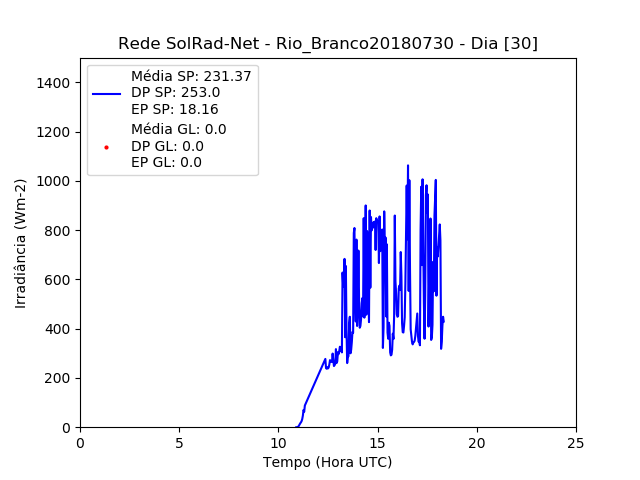 Rede SolRad-Net - Rio_Branco20180730 - Dia [30]
Média SP: 231.37
DP SP: 253.0
EP SP: 18.16
Média GL: 0.0
DP GL: 0.0
EP GL: 0.0
Irradiância (Wm-2)
1400
1200
1000
800
600
400
200
0
0 5 10 15 20 25
Tempo (Hora UTC)